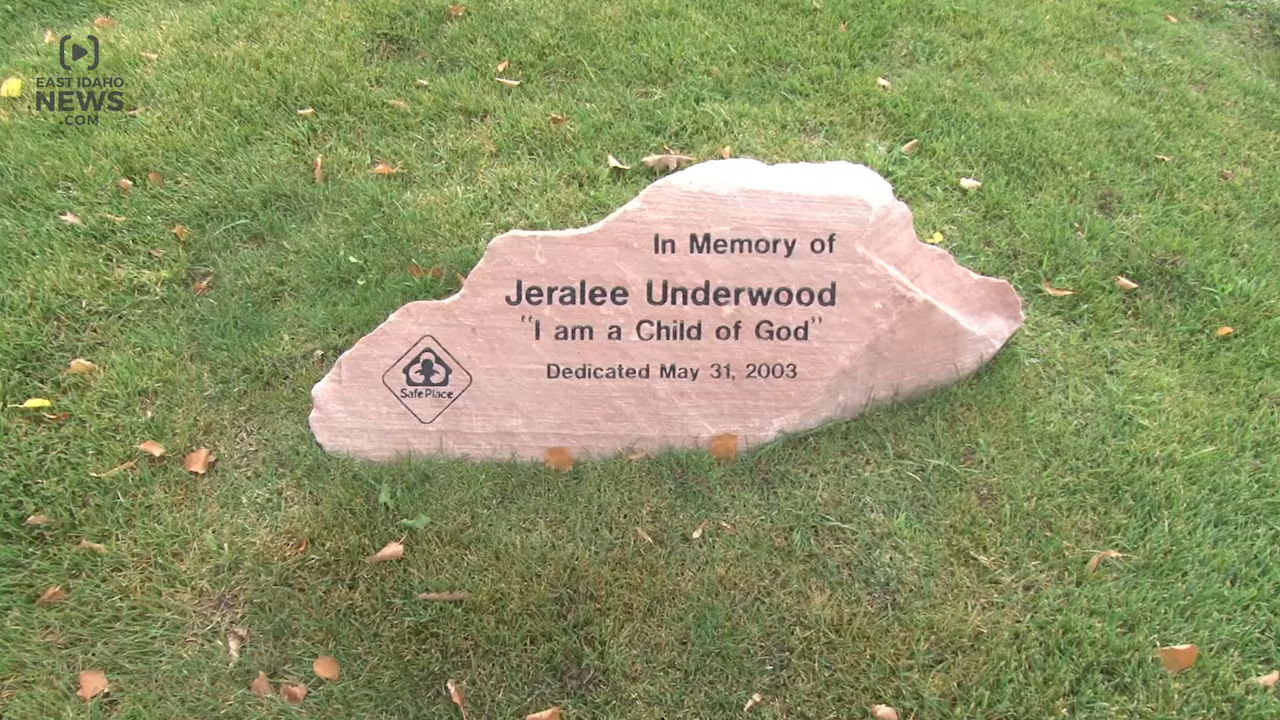 EAST IDAHO
NEWS
.COM
In Memory of
Jeralee Underwood
"I am a Child of God"
Dedicated May 31, 2003
Safe Place